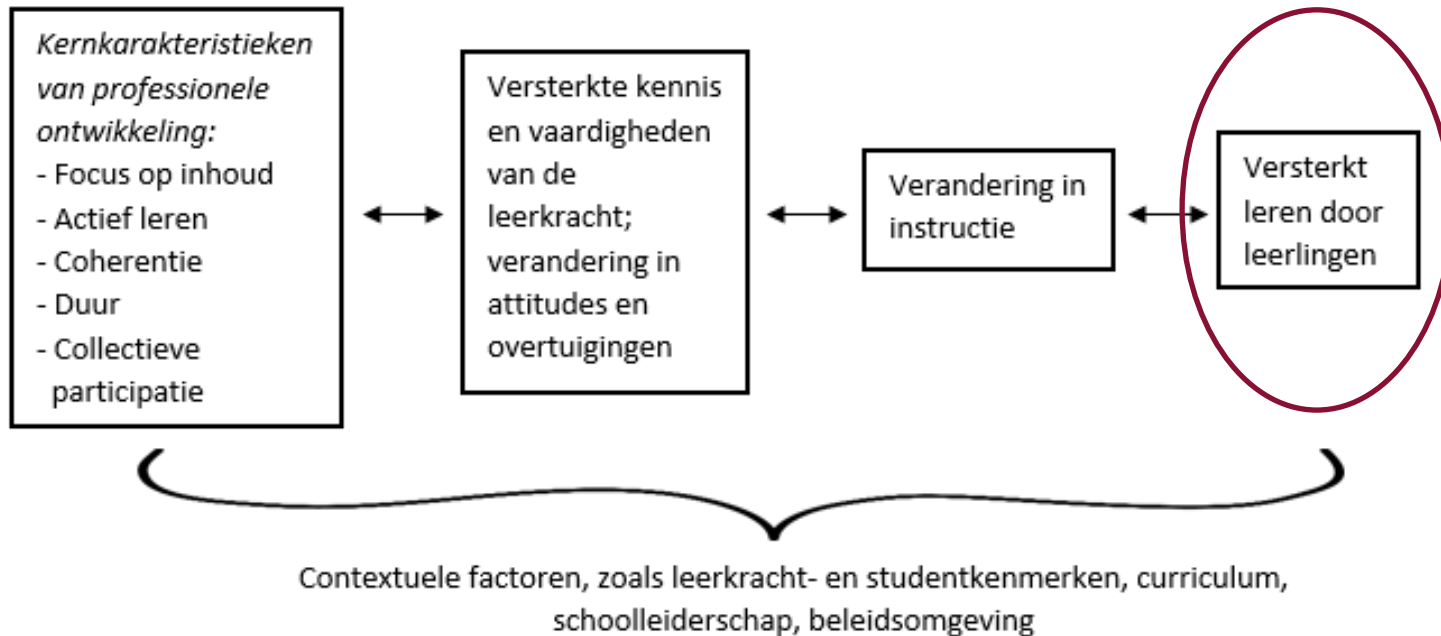 Kernkarakteristieken
van professionele
ontwikkeling:
- Focus op inhoud
- Actief leren
- Coherentie
- Duur
- Collectieve
participatie
Versterkte kennis
en vaardigheden
van de
leerkracht;
verandering in
attitudes en
overtuigingen
Verandering in
instructie
Versterkt
leren door
leerlingen
Contextuele factoren, zoals leerkracht- en studentkenmerken, curriculum,
schoolleiderschap, beleidsomgeving